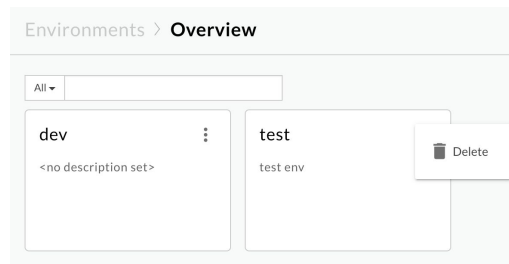 Environments > Overview
All
dev
<no description set>
test
test env
Delete